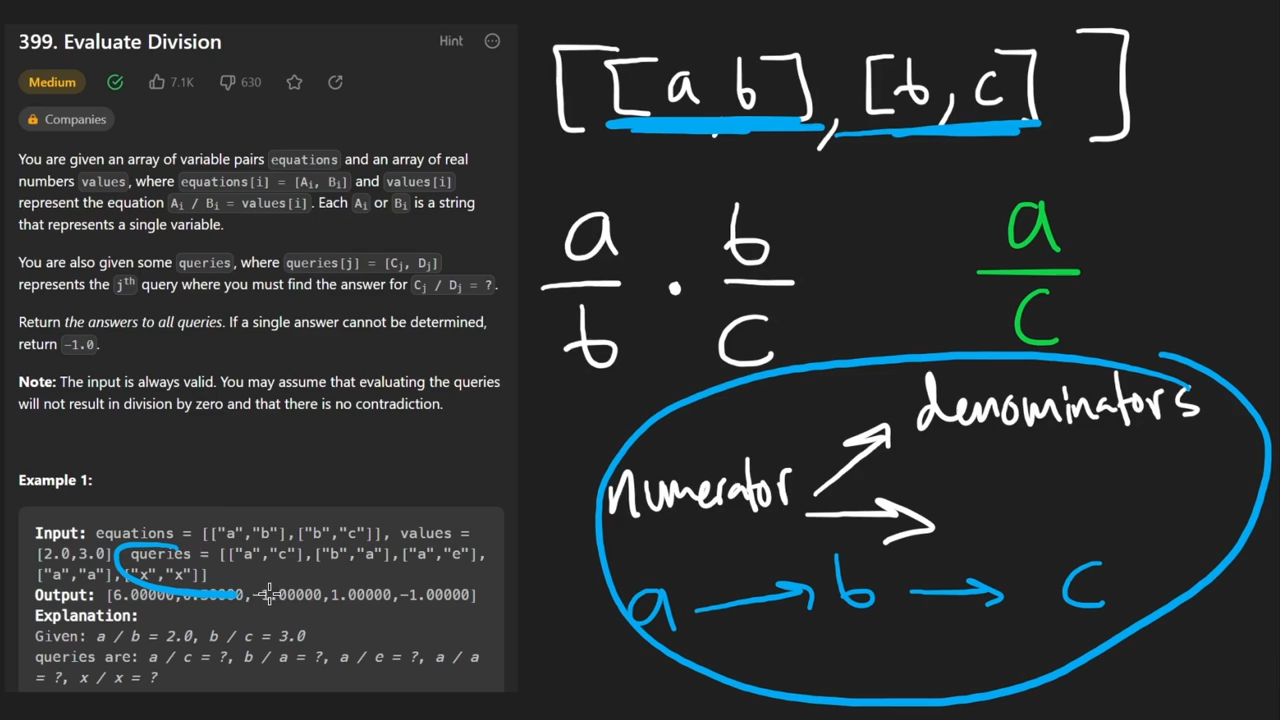 399. Evaluate Division
Hint
Medium
7.1K
630
Companies
You are given an array of variable pairs equations and an array of real
numbers values, where equations[i] = [Ai, Bi] and values[i]
represent the equation Ai / Bi = values[i]. Each Ai or Bi is a string
that represents a single variable.
You are also given some queries, where queries[j] = [Cj, Dj]
represents the jth query where you must find the answer for Cj / Dj = ?.
Return the answers to all queries. If a single answer cannot be determined,
return -1.0.
Note: The input is always valid. You may assume that evaluating the queries
will not result in division by zero and that there is no contradiction.
Example 1:
Input: equations = [["a","b"],["b","c"]], values =
[2.0,3.0] queries = [["a","c"],["b","a"],["a","e"],
["a","a"],["x","x"]]
Output: [6.00000, 1.00000,-1.00000]
Explanation:
Given: a / b = 2.0, b / c = 3.0
queries are: a / c = ?, b / a = ?, a / e = ?, a / a
= ?, x / x = ?
[[a b], [b, c]]
a
b
·
b
c
a
c
denominators
numerator
a → b → c